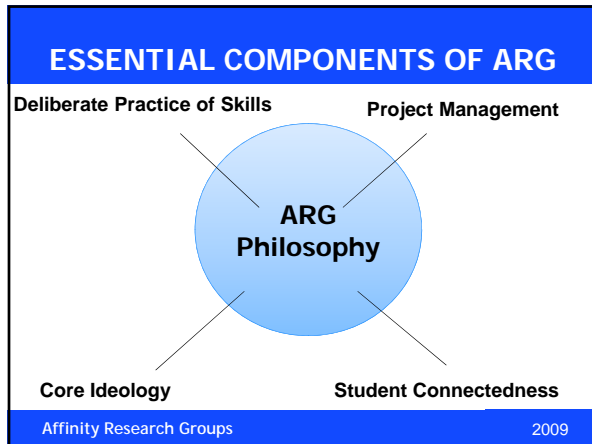 ESSENTIAL COMPONENTS OF ARG
Deliberate Practice of Skills
Project Management
ARG
Philosophy
Core Ideology
Student Connectedness
Affinity Research Groups
2009